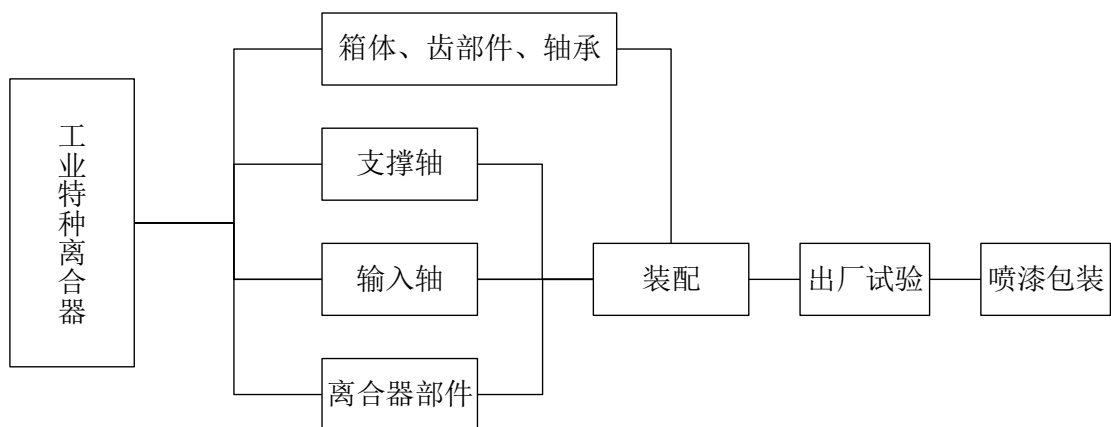 工业特种离合器
箱体、齿部件、轴承
支撑轴
输入轴
离合器部件
装配
出厂试验
喷漆包装